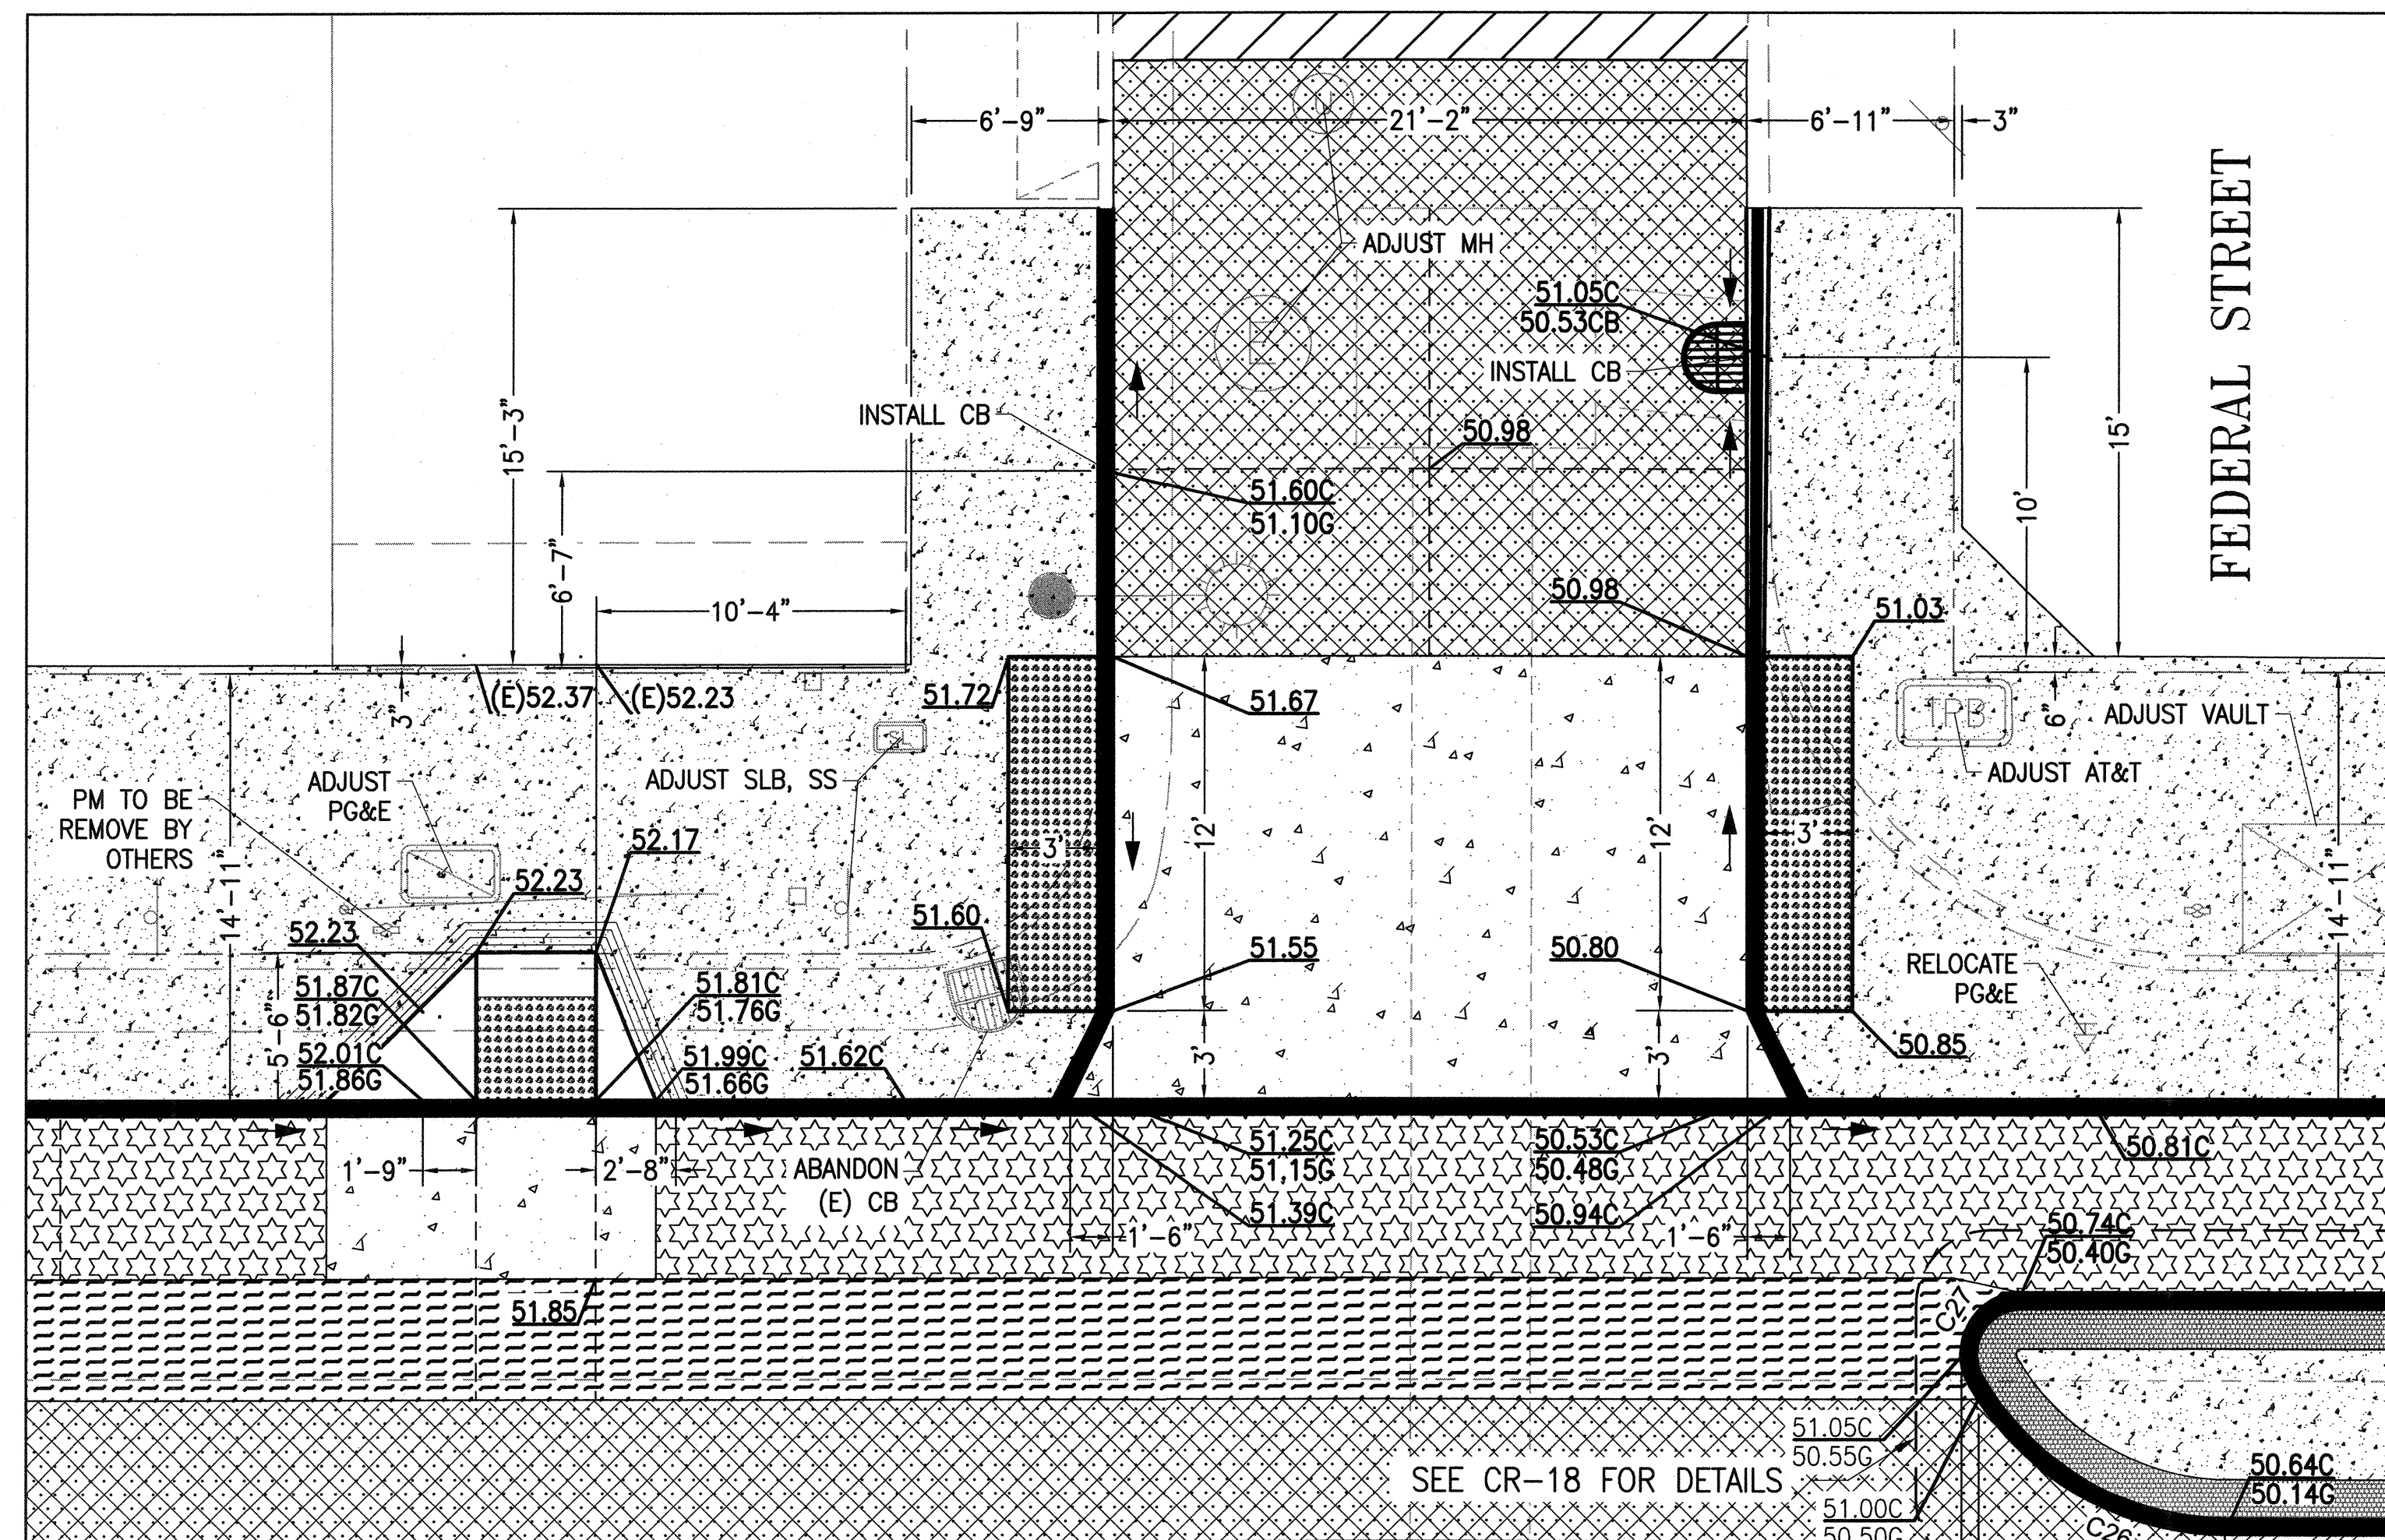 6'-9"
21'-2"
6'-11"
3"
FEDERAL STREET
ADJUST MH
E
51.05C
50.53CB
INSTALL CB
INSTALL CB
15'-3"
15'
50.98
51.60C
51.10G
10'
6'-7"
10'-4"
50.98
51.03
(E)52.37
(E)52.23
3"
51.72
51.67
6"
ADJUST VAULT
SL
ADJUST AT&T
ADJUST
PG&E
ADJUST SLB, SS
PM TO BE
REMOVE BY
OTHERS
14'-11"
52.17
3'
12'
12'
3'
52.23
52.23
51.60
51.55
50.80
14'-11"
RELOCATE
PG&E
51.87C
51.82G
51.81C
51.76G
5'-6"
52.01C
51.86G
51.99C
51.66G
51.62C
3'
3'
50.85
1'-9"
2'-8"
ABANDON
(E) CB
51.25C
51.15G
50.53C
50.48G
50.81C
51.39C
50.94C
1'-6"
1'-6"
50.74C
50.40G
51.85
C27
51.05C
50.55G
SEE CR-18 FOR DETAILS
50.64C
50.14G
51.00C
50.50G
C26